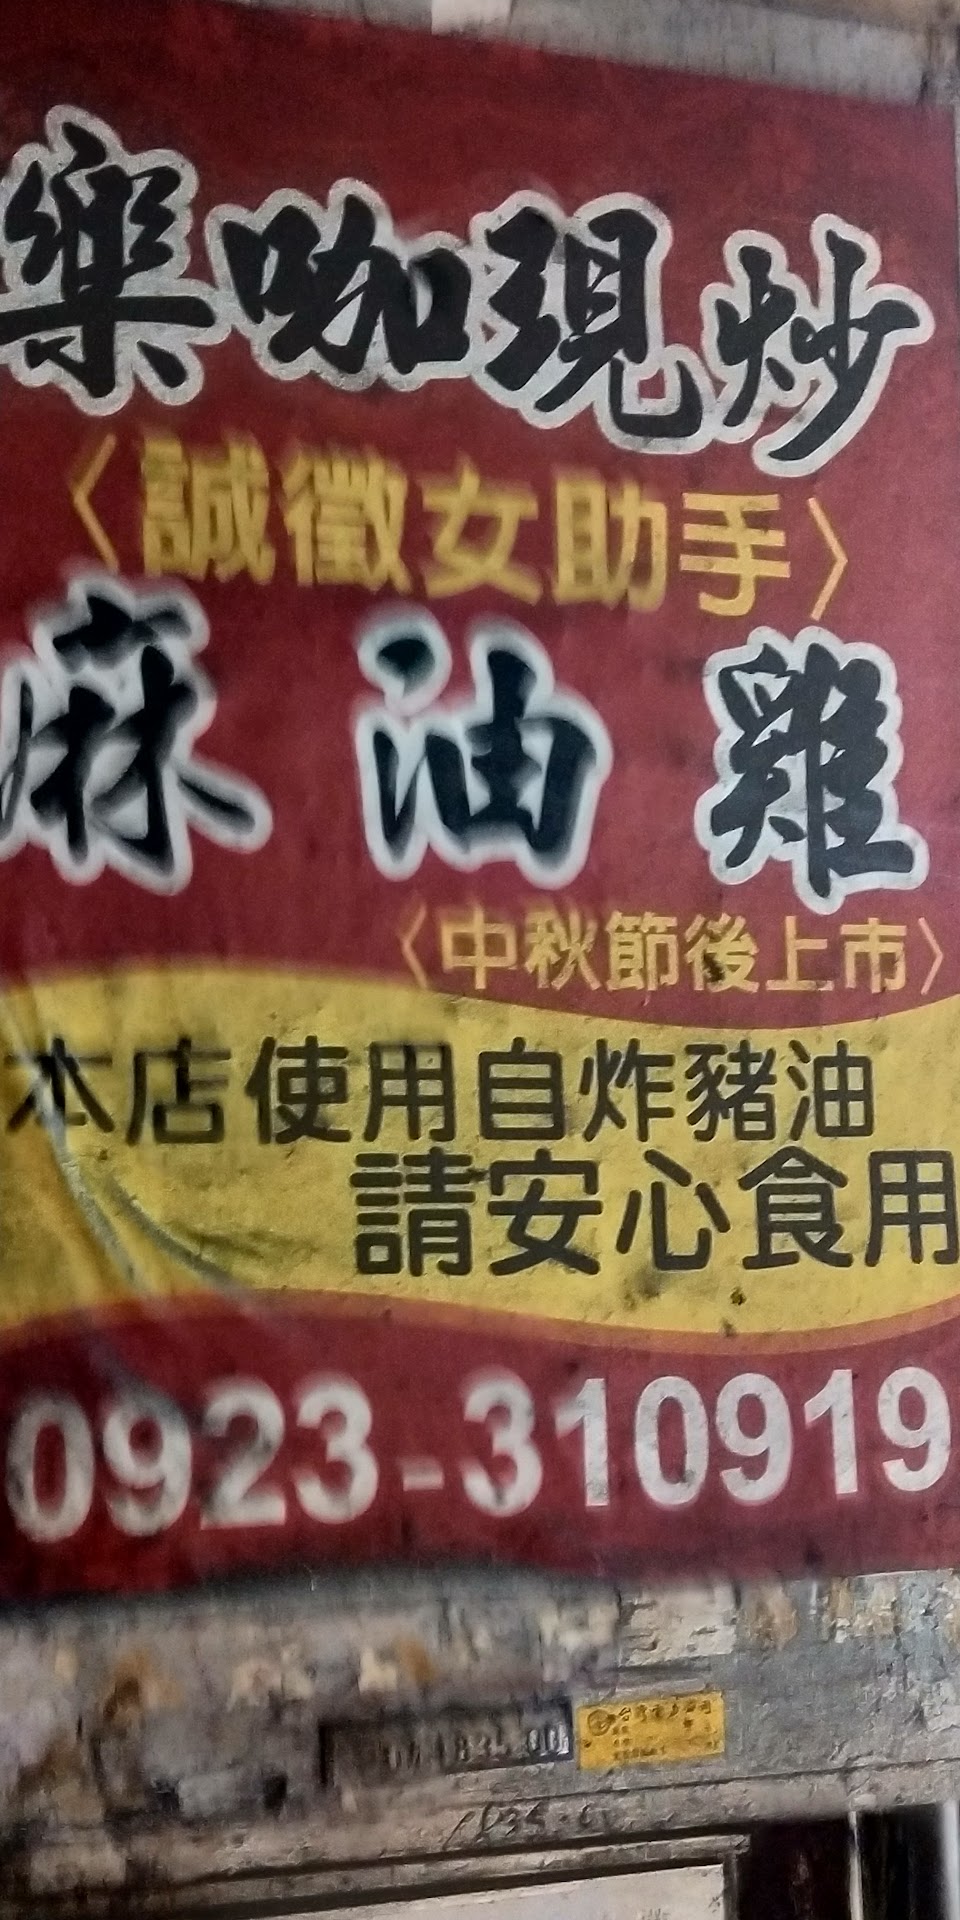 樂咖現炒
〈誠徵女助手〉
麻油雞
〈中秋節後上市〉
本店使用自炸豬油
請安心食用
0923-310919